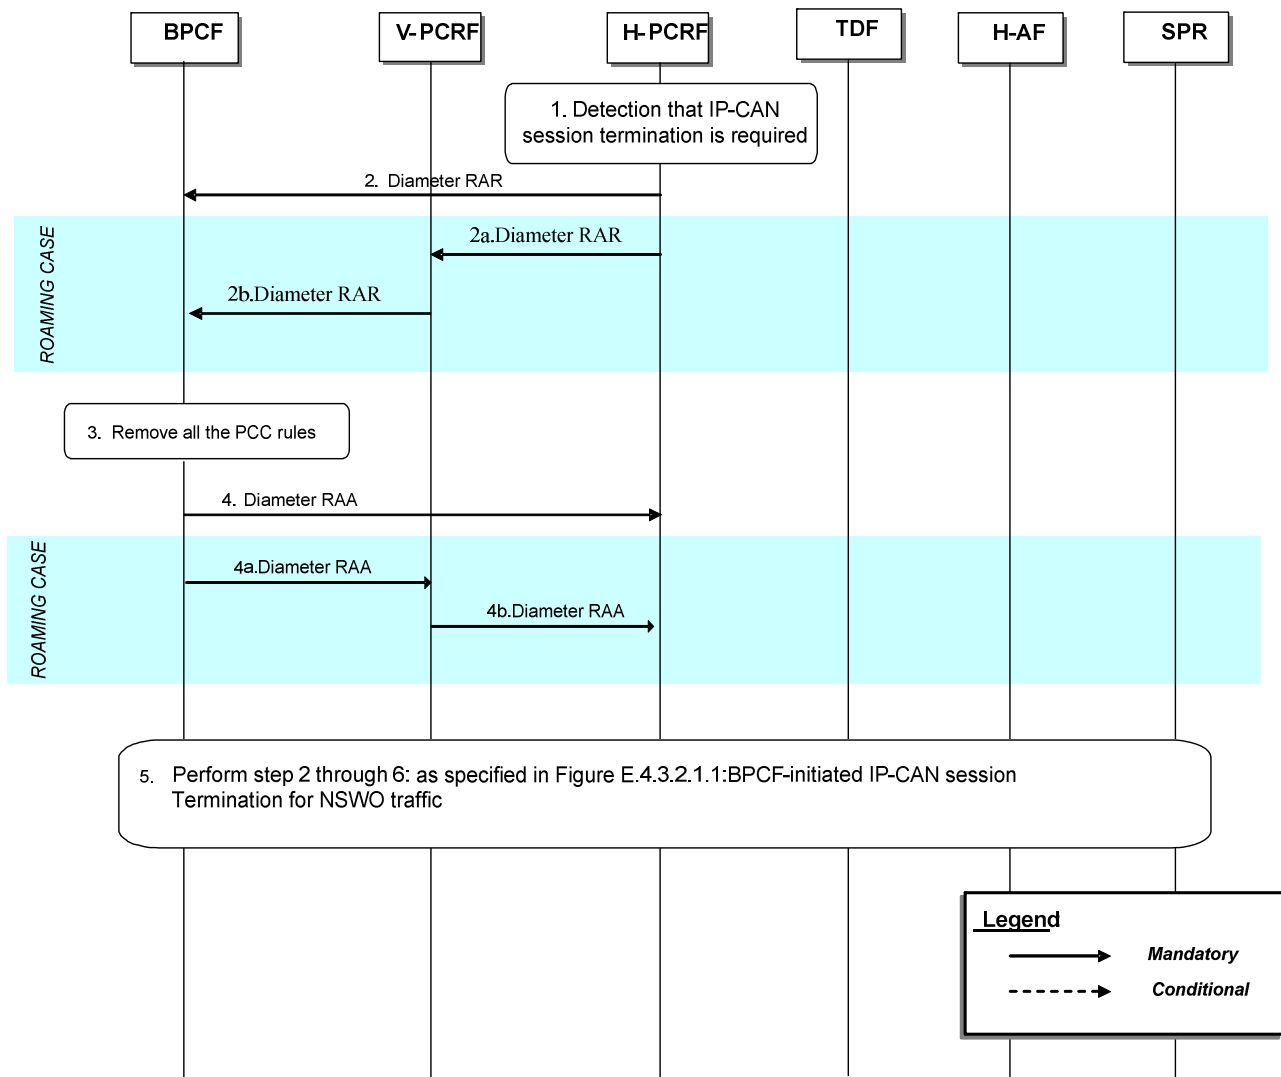 BPCF
V-PCRF
H-PCRF
TDF
H-AF
SPR
1. Detection that IP-CAN
session termination is required
2. Diameter RAR
ROAMING CASE
2a.Diameter RAR
2b.Diameter RAR
3. Remove all the PCC rules
4. Diameter RAA
ROAMING CASE
4a.Diameter RAA
4b.Diameter RAA
5. Perform step 2 through 6: as specified in Figure E.4.3.2.1.1:BPCF-initiated IP-CAN session
Termination for NSWO traffic
Legend
Mandatory
Conditional